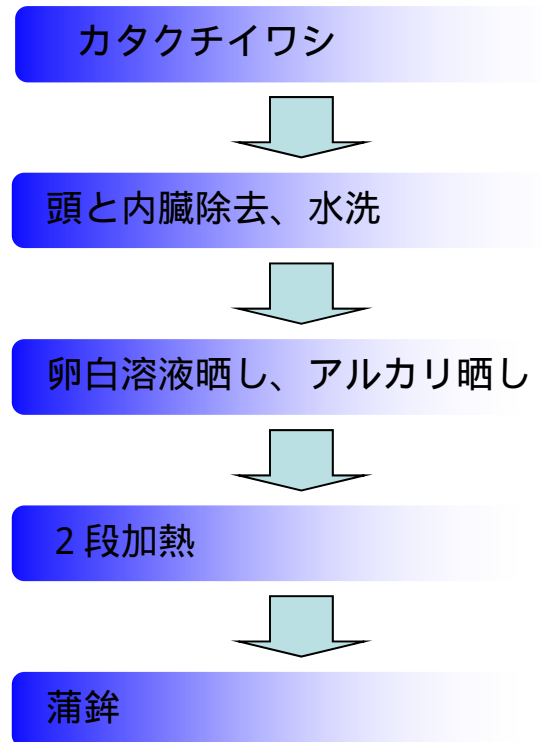 カタクチイワシ
頭と内臓除去、水洗
卵白溶液晒し、アルカリ晒し
２段加熱
蒲鉾